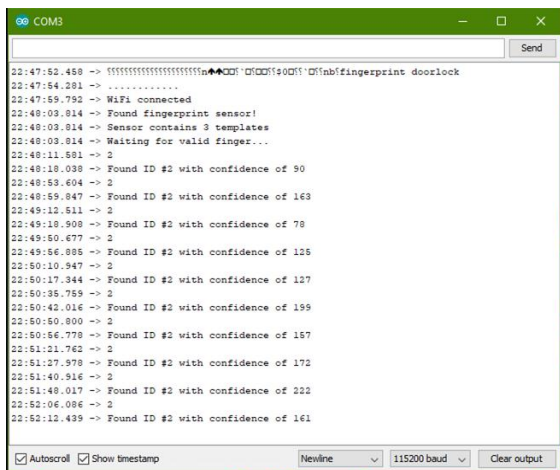 COM3
Send
22:47:52.458 -> fingerprint doorlock
22:47:54.281 -> ............
22:47:59.792 -> WiFi connected
22:48:03.814 -> Found fingerprint sensor!
22:48:03.814 -> Sensor contains 3 templates
22:48:03.814 -> Waiting for valid finger...
22:48:11.581 -> 2
22:48:18.038 -> Found ID #2 with confidence of 90
22:48:53.604 -> 2
22:48:59.847 -> Found ID #2 with confidence of 163
22:49:12.511 -> 2
22:49:18.908 -> Found ID #2 with confidence of 78
22:49:50.677 -> 2
22:49:56.885 -> Found ID #2 with confidence of 125
22:50:10.947 -> 2
22:50:17.344 -> Found ID #2 with confidence of 127
22:50:35.759 -> 2
22:50:42.016 -> Found ID #2 with confidence of 199
22:50:50.800 -> 2
22:50:56.778 -> Found ID #2 with confidence of 157
22:51:21.762 -> 2
22:51:27.978 -> Found ID #2 with confidence of 172
22:51:40.916 -> 2
22:51:48.017 -> Found ID #2 with confidence of 222
22:52:06.086 -> 2
22:52:12.439 -> Found ID #2 with confidence of 161
Autoscroll Show timestamp Newline 115200 baud Clear output